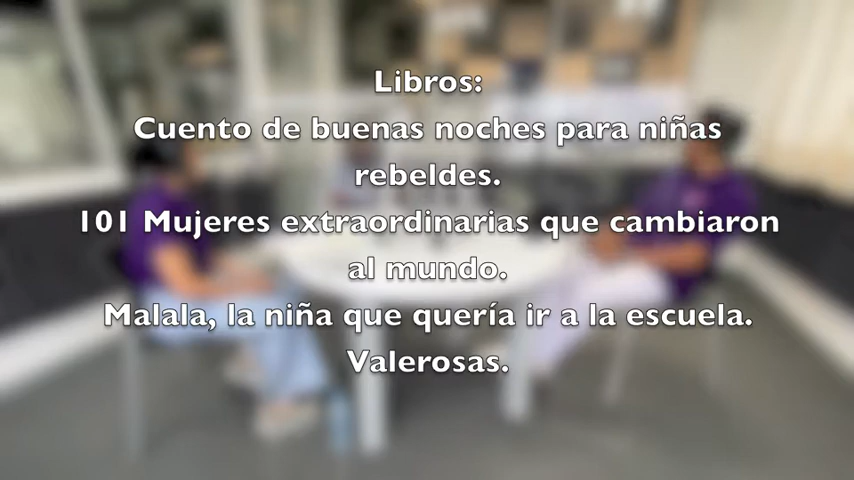 Libros:
Cuento de buenas noches para niñas
rebeldes.
101 Mujeres extraordinarias que cambiaron
al mundo.
Malala, la niña que quería ir a la escuela.
Valerosas.